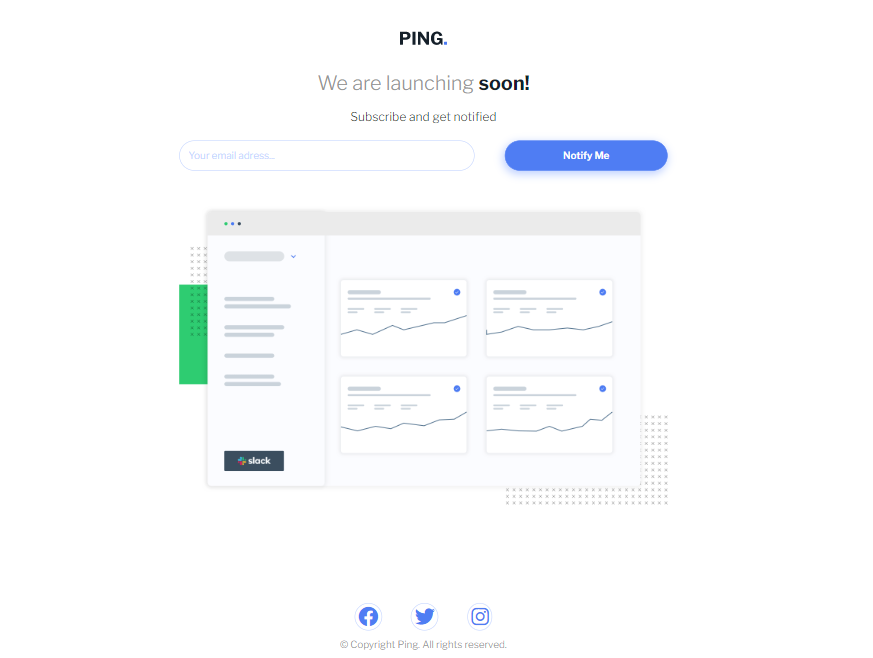 PING.
We are launching soon!
Subscribe and get notified
Your email adress...
Notify Me
slack
© Copyright Ping. All rights reserved.